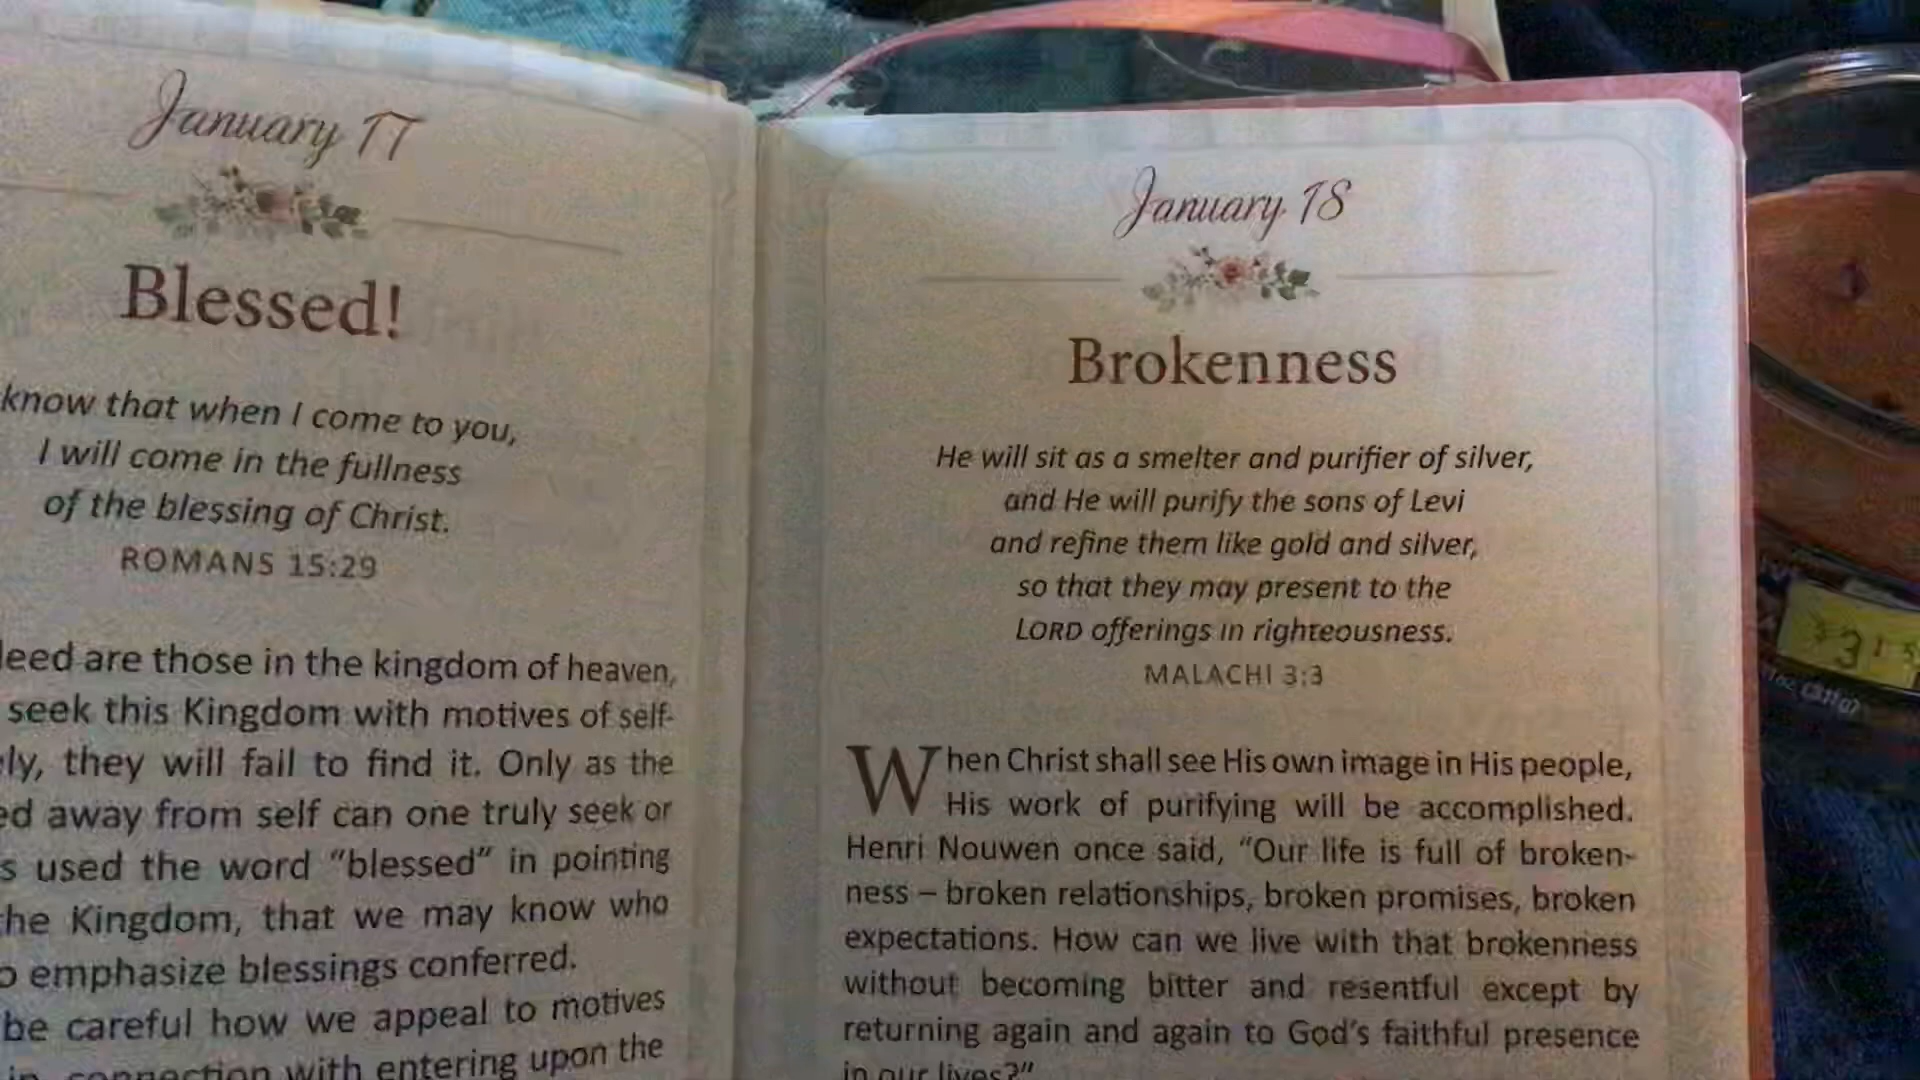 January 17
Blessed!
know that when I come to you,
I will come in the fullness
of the blessing of Christ.
ROMANS 15:29
deed are those in the kingdom of heaven,
seek this Kingdom with motives of self-
ly, they will fail to find it. Only as the
ed away from self can one truly seek or
s used the word "blessed" in pointing
the Kingdom, that we may know who
o emphasize blessings conferred.
be careful how we appeal to motives
in connection with entering upon the
January 18
Brokenness
He will sit as a smelter and purifier of silver,
and He will purify the sons of Levi
and refine them like gold and silver,
so that they may present to the
LORD offerings in righteousness.
MALACHI 3:3
When Christ shall see His own image in His people,
His work of purifying will be accomplished.
Henri Nouwen once said, “Our life is full of broken-
ness – broken relationships, broken promises, broken
expectations. How can we live with that brokenness
without becoming bitter and resentful except by
returning again and again to God’s faithful presence
in our lives?”